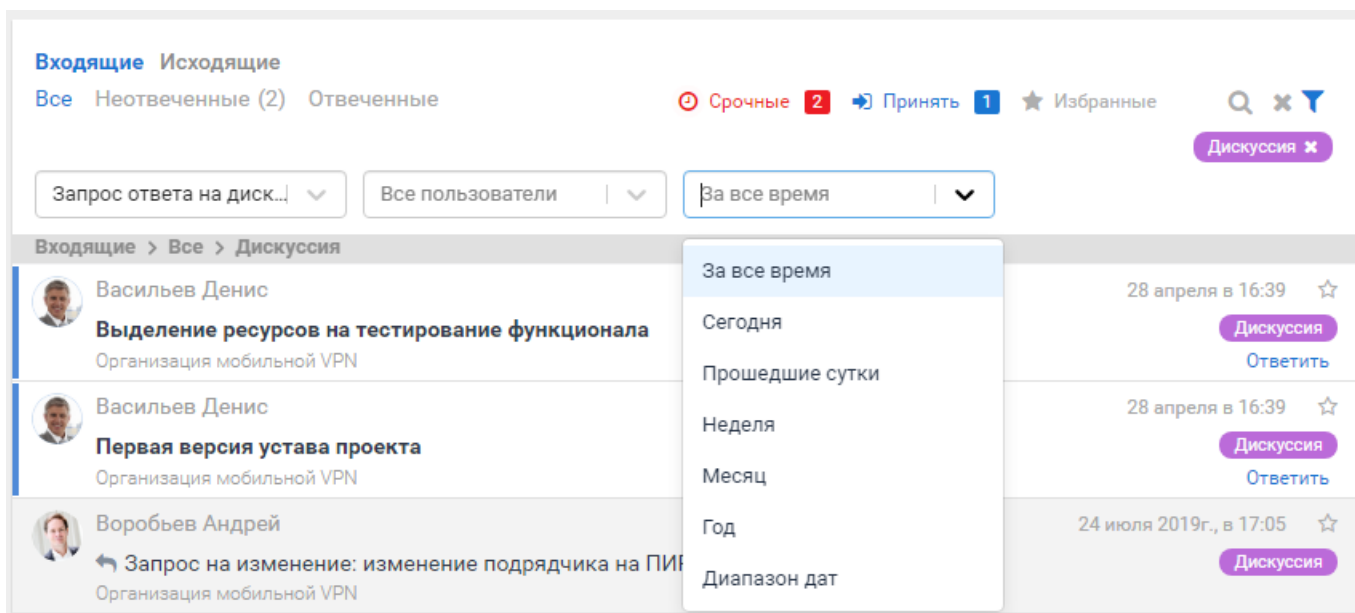 Входящие Исходящие
Все Неотвеченные (2) Отвеченные Срочные 2 Принять 1 Избранные
Дискуссия
Запрос ответа на диск... Все пользователи За все время
Входящие > Все > Дискуссия
За все время
Сегодня
Прошедшие сутки
Неделя
Месяц
Год
Диапазон дат
Васильев Денис 28 апреля в 16:39
Выделение ресурсов на тестирование функционала Дискуссия
Организация мобильной VPN Ответить
Васильев Денис 28 апреля в 16:39
Первая версия устава проекта Дискуссия
Организация мобильной VPN Ответить
Воробьев Андрей 24 июля 2019г., в 17:05
Запрос на изменение: изменение подрядчика на Дискуссия
Организация мобильной VPN